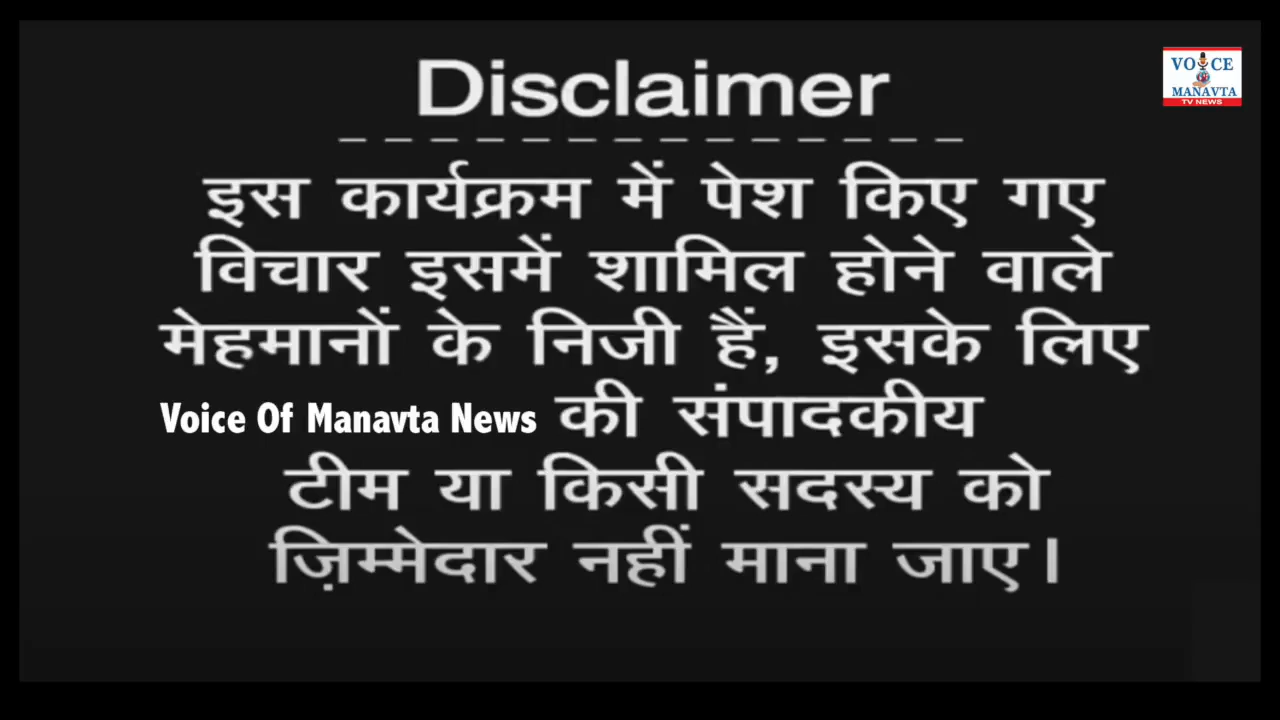 Disclaimer
VOICE
MANAVTA
TV NEWS
इस कार्यक्रम में पेश किए गए
विचार इसमें शामिल होने वाले
मेहमानों के निजी हैं, इसके लिए
Voice Of Manavta News की संपादकीय
टीम या किसी सदस्य को
ज़िम्मेदार नहीं माना जाए।